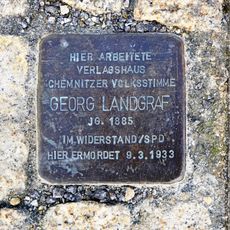 HIER ARBEITETE
VERLAGSHAUS
CHEMNITZER VOLKSSTIMME
GEORG LANDGRAF
JG. 1885
IM WIDERSTAND/SPD
HIER ERMORDET 9.3.1933